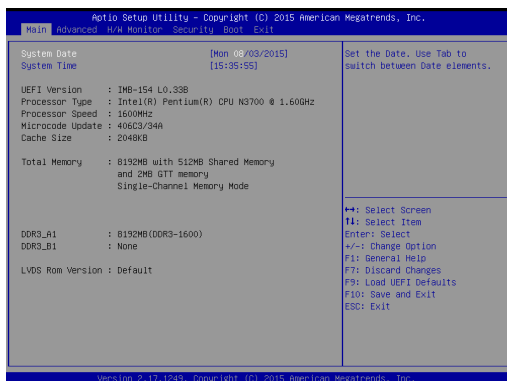 Aptio Setup Utility – Copyright (C) 2015 American Megatrends, Inc.
Main Advanced H/W Monitor Security Boot Exit
System Date [Mon 08/03/2015]
System Time [15:35:55]
UEFI Version : IMB-154 L0.33B
Processor Type : Intel(R) Pentium(R) CPU N3700 @ 1.60GHz
Processor Speed : 1600MHz
Microcode Update : 406C3/34A
Cache Size : 2048KB
Total Memory : 8192MB with 512MB Shared Memory
and 2MB GTT memory
Single-Channel Memory Mode
DDR3_A1 : 8192MB(DDR3-1600)
DDR3_B1 : None
LVDS Rom Version : Default
Set the Date. Use Tab to
switch between Date elements.
↔: Select Screen
↑↓: Select Item
Enter: Select
+/-: Change Option
F1: General Help
F7: Discard Changes
F9: Load UEFI Defaults
F10: Save and Exit
ESC: Exit
Version 2.17.1249. Copyright (C) 2015 American Megatrends, Inc.